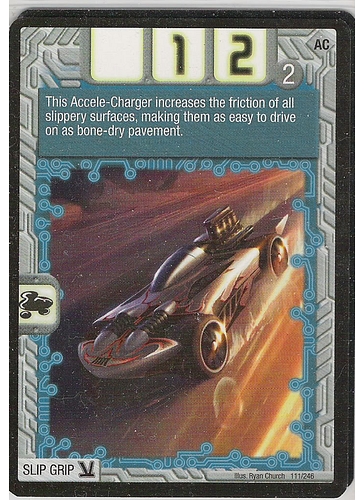 1 2
AC
2
This Accele-Charger increases the friction of all
slippery surfaces, making them as easy to drive
on as bone-dry pavement.
SLIP GRIP
Illus. Ryan Church 111/246